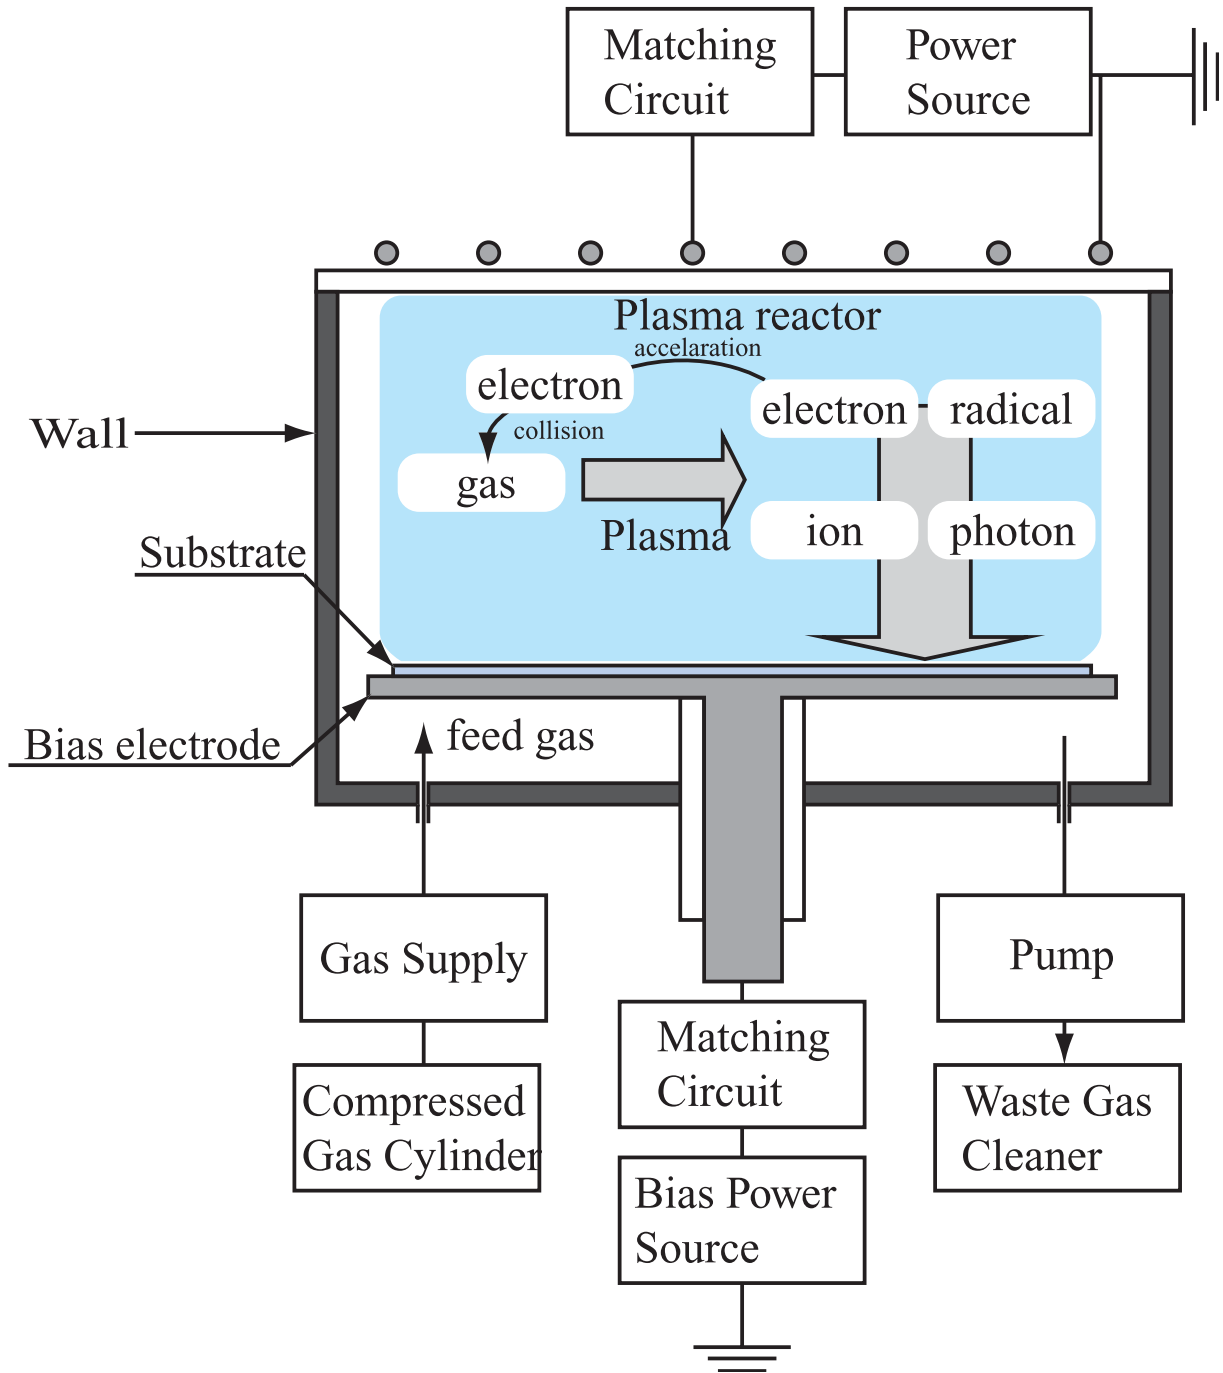 Matching
Circuit
Power
Source
Plasma reactor
accelaration
electron
electron
radical
collision
Wall
gas
Plasma
ion
photon
Substrate
Bias electrode
feed gas
Gas Supply
Pump
Matching
Circuit
Compressed
Gas Cylinder
Waste Gas
Cleaner
Bias Power
Source